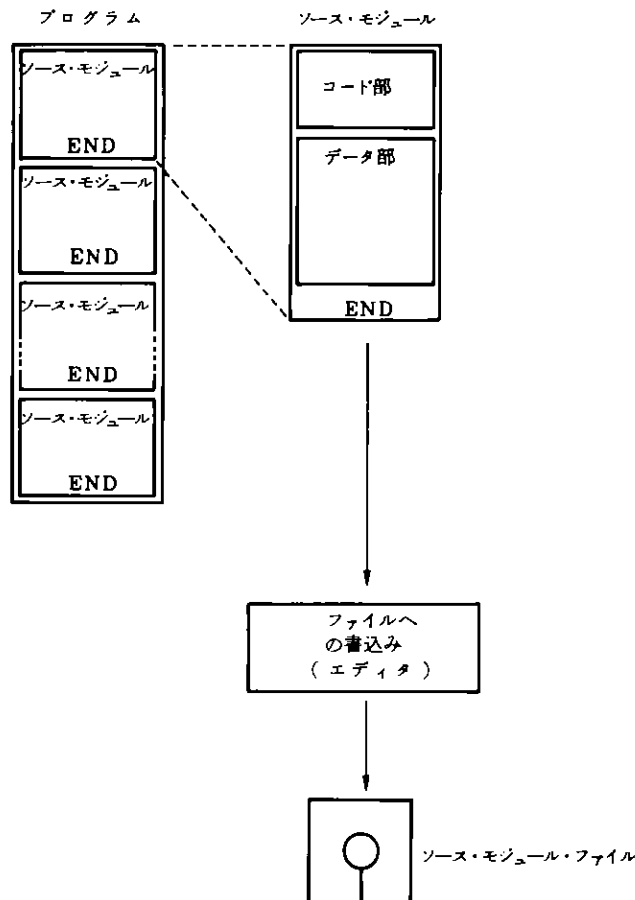 プログラム
ソース・モジュール
END
ソース・モジュール
END
ソース・モジュール
END
ソース・モジュール
END
ソース・モジュール
コード部
データ部
END
ファイルへ
の書込み
(エディタ)
ソース・モジュール・ファイル